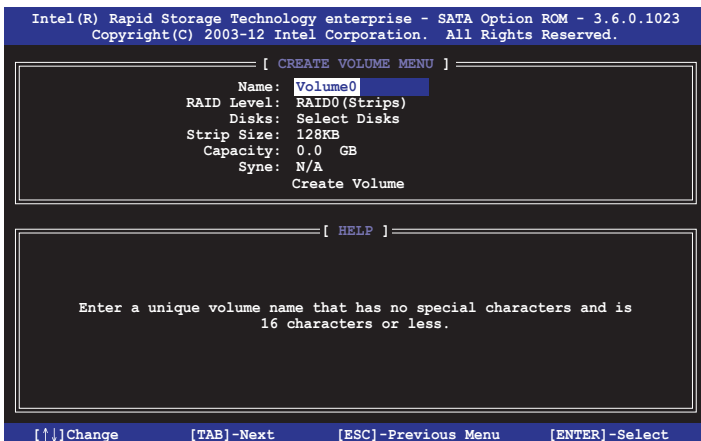 Intel(R) Rapid Storage Technology enterprise - SATA Option ROM - 3.6.0.1023
Copyright(C) 2003-12 Intel Corporation. All Rights Reserved.
[ CREATE VOLUME MENU ]
Name: Volume0
RAID Level: RAID0(Strips)
Disks: Select Disks
Strip Size: 128KB
Capacity: 0.0 GB
Syne: N/A
Create Volume
[ HELP ]
Enter a unique volume name that has no special characters and is
16 characters or less.
[↑↓]Change [TAB]-Next [ESC]-Previous Menu [ENTER]-Select